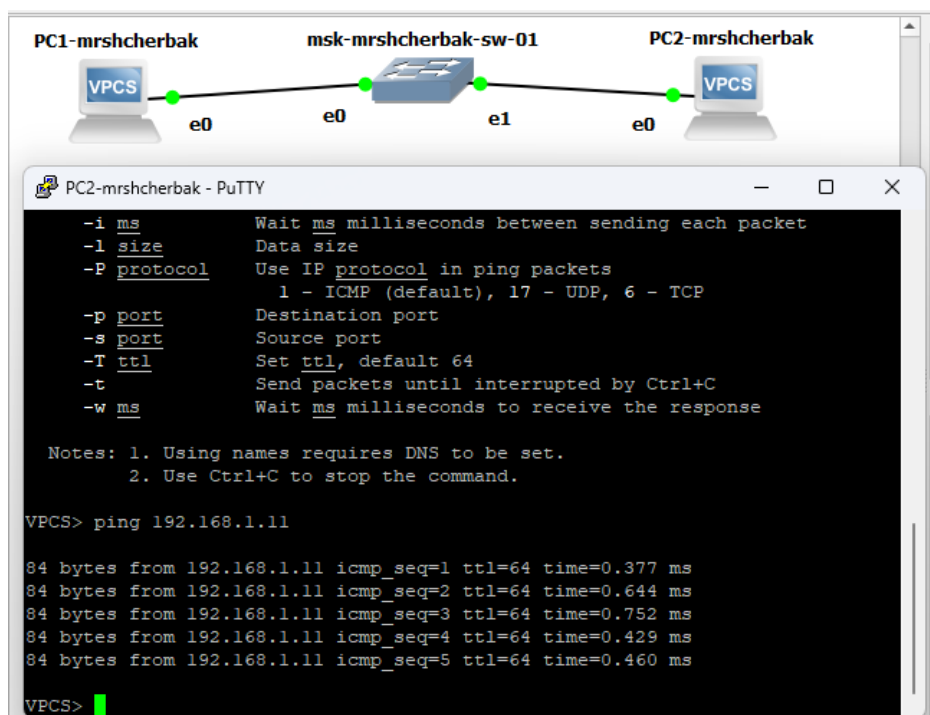 PC1-mrshcherbak msk-mrshcherbak-sw-01 PC2-mrshcherbak
VPCS VPCS
e0 e0 e1 e0
PC2-mrshcherbak - PuTTY
-i ms Wait ms milliseconds between sending each packet
-l size Data size
-P protocol Use IP protocol in ping packets
1 - ICMP (default), 17 - UDP, 6 - TCP
-p port Destination port
-s port Source port
-T ttl Set ttl, default 64
-t Send packets until interrupted by Ctrl+C
-w ms Wait ms milliseconds to receive the response
Notes: 1. Using names requires DNS to be set.
2. Use Ctrl+C to stop the command.
VPCS> ping 192.168.1.11
84 bytes from 192.168.1.11 icmp_seq=1 ttl=64 time=0.377 ms
84 bytes from 192.168.1.11 icmp_seq=2 ttl=64 time=0.644 ms
84 bytes from 192.168.1.11 icmp_seq=3 ttl=64 time=0.752 ms
84 bytes from 192.168.1.11 icmp_seq=4 ttl=64 time=0.429 ms
84 bytes from 192.168.1.11 icmp_seq=5 ttl=64 time=0.460 ms
VPCS>